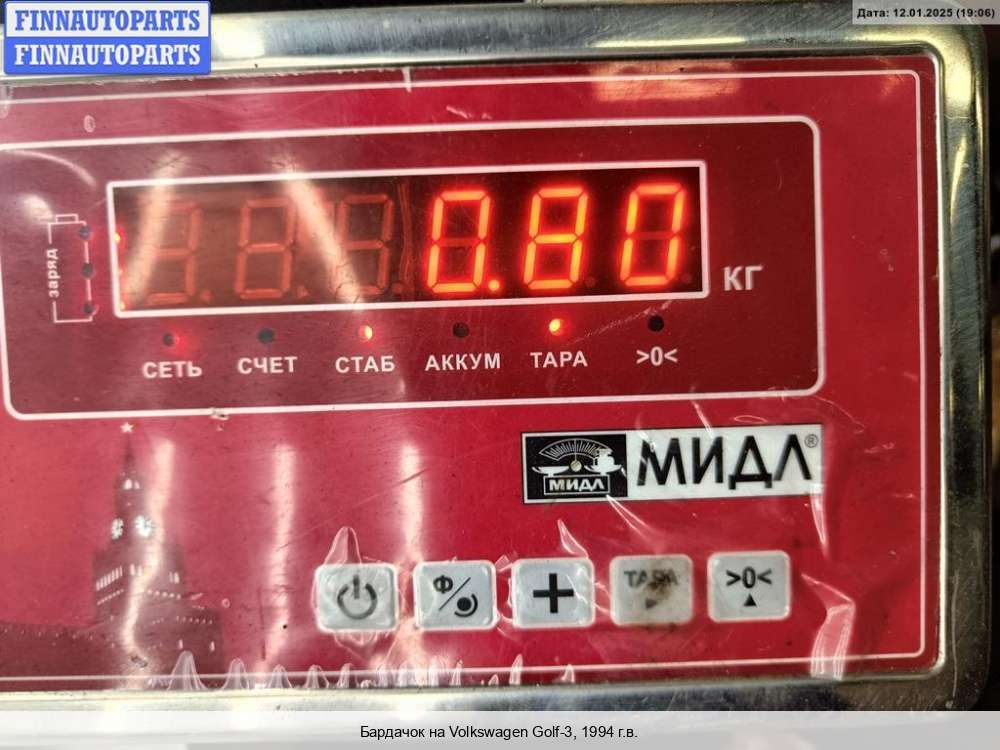 FINNAUTOPARTS
FINNAUTOPARTS
Дата: 12.01.2025 (19:06)
заряд
0.80
КГ
СЕТЬ СЧЕТ СТАБ АККУМ ТАРА >0<
МИДЛ МИДЛ®
Ф/ + ТАРА >0<
Бардачок на Volkswagen Golf-3, 1994 г.в.